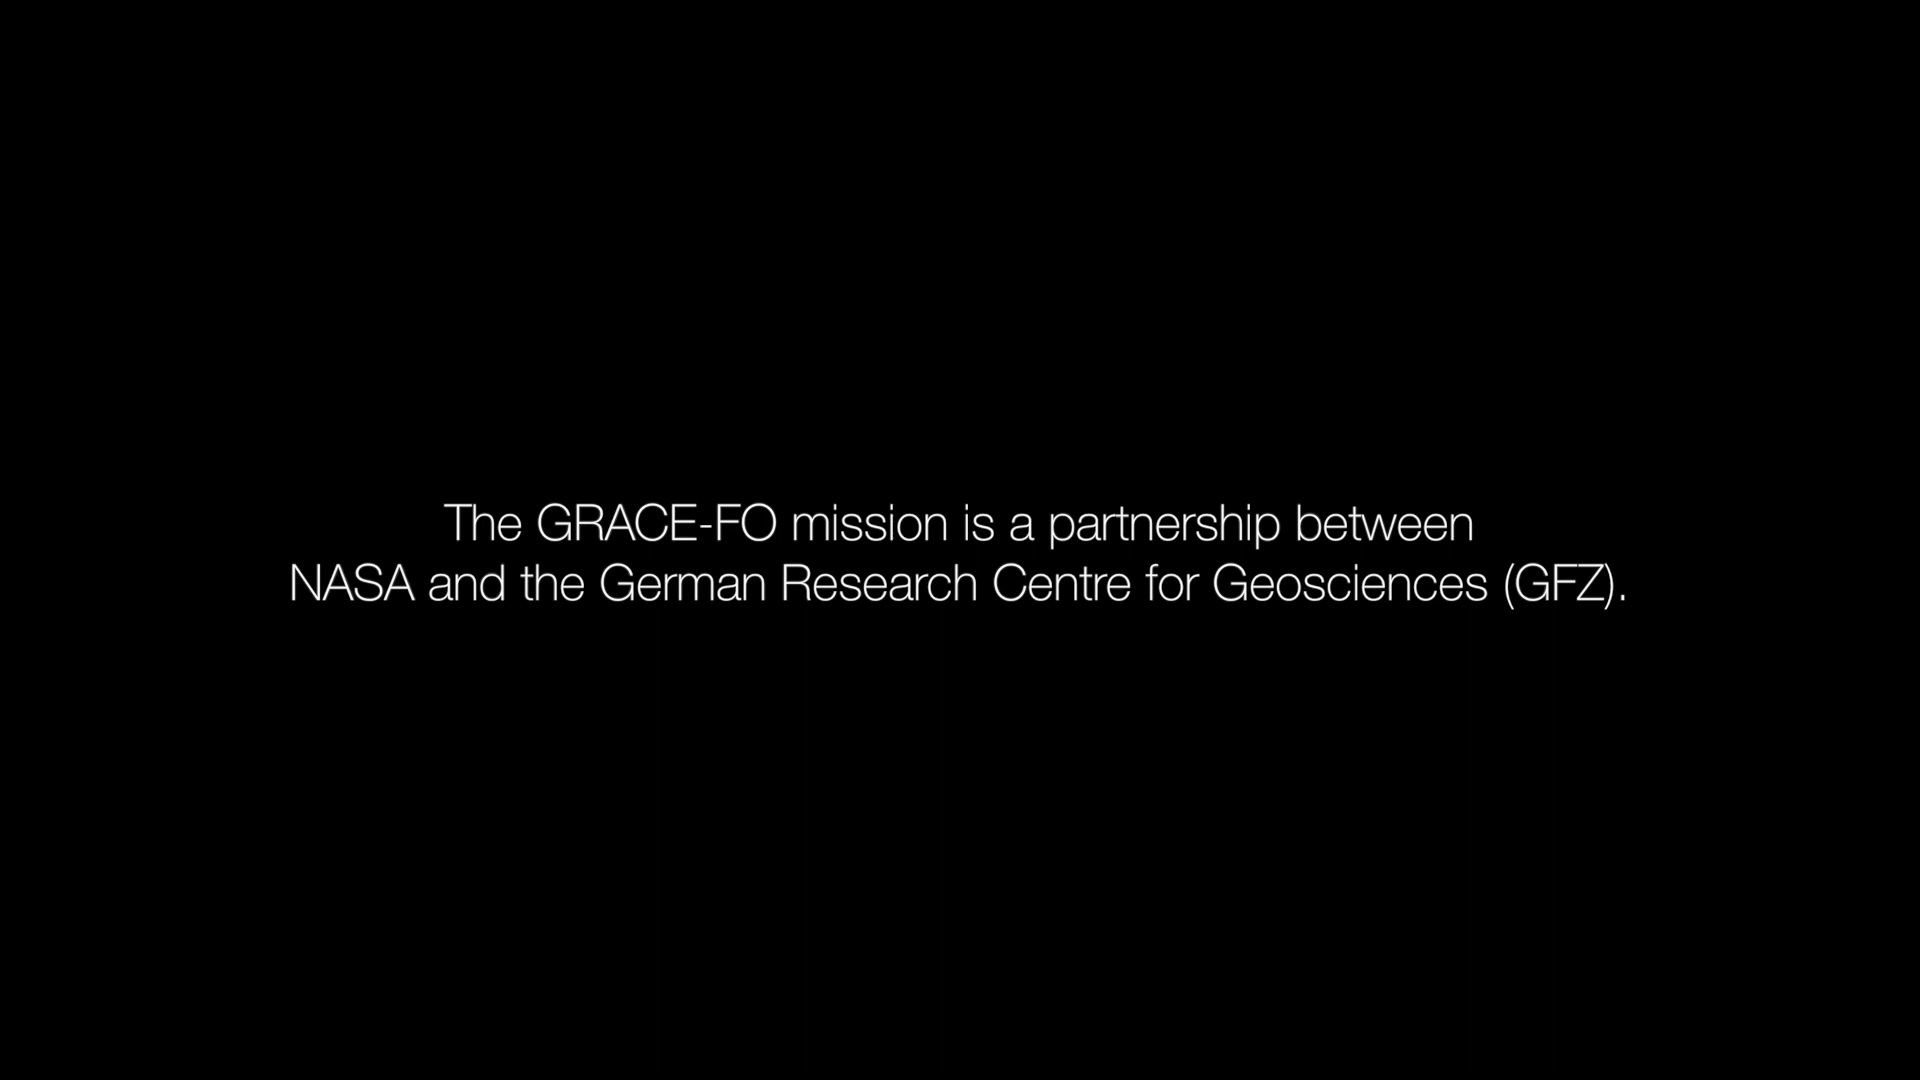 The GRACE-FO mission is a partnership between
NASA and the German Research Centre for Geosciences (GFZ).